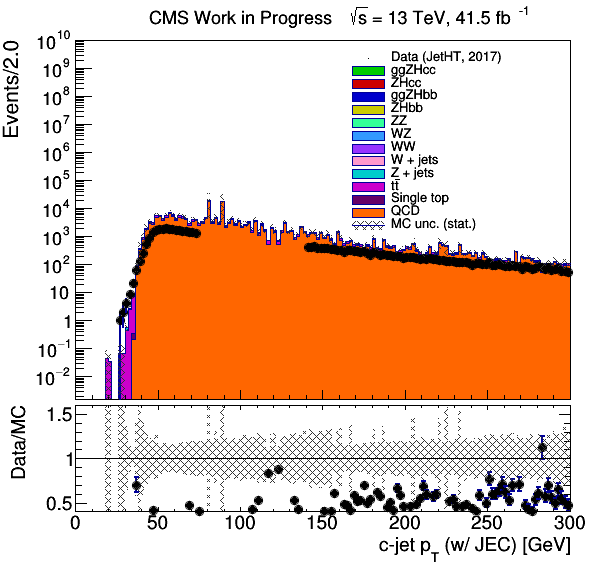 CMS Work in Progress √s = 13 TeV, 41.5 fb⁻¹
Events/2.0
10¹⁰
10⁹
10⁸
10⁷
10⁶
10⁵
10⁴
10³
10²
10
1
10⁻¹
10⁻²
Data (JetHT, 2017)
ggZHcc
ZHcc
ggZHbb
ZHbb
ZZ
WZ
WW
W + jets
Z + jets
tt̄
Single top
QCD
MC unc. (stat.)
Data/MC
1.5
1
0.5
0 50 100 150 200 250 300
c-jet p_T (w/ JEC) [GeV]